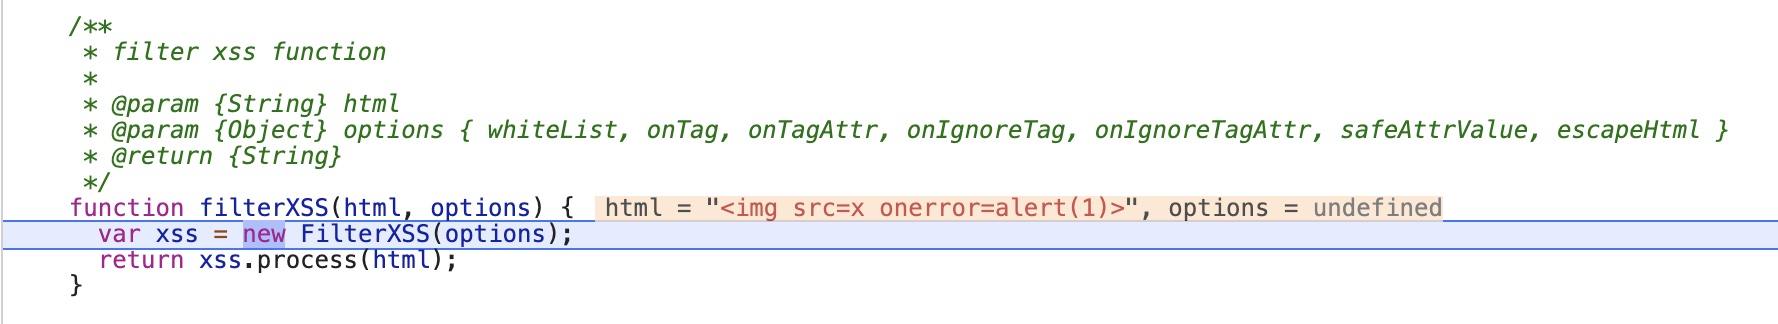 /**
 * filter xss function
 *
 * @param {String} html
 * @param {Object} options { whiteList, onTag, onTagAttr, onIgnoreTag, onIgnoreTagAttr, safeAttrValue, escapeHtml }
 * @return {String}
 */
function filterXSS(html, options) { html = "<img src=x onerror=alert(1)>", options = undefined
  var xss = new FilterXSS(options);
  return xss.process(html);
}